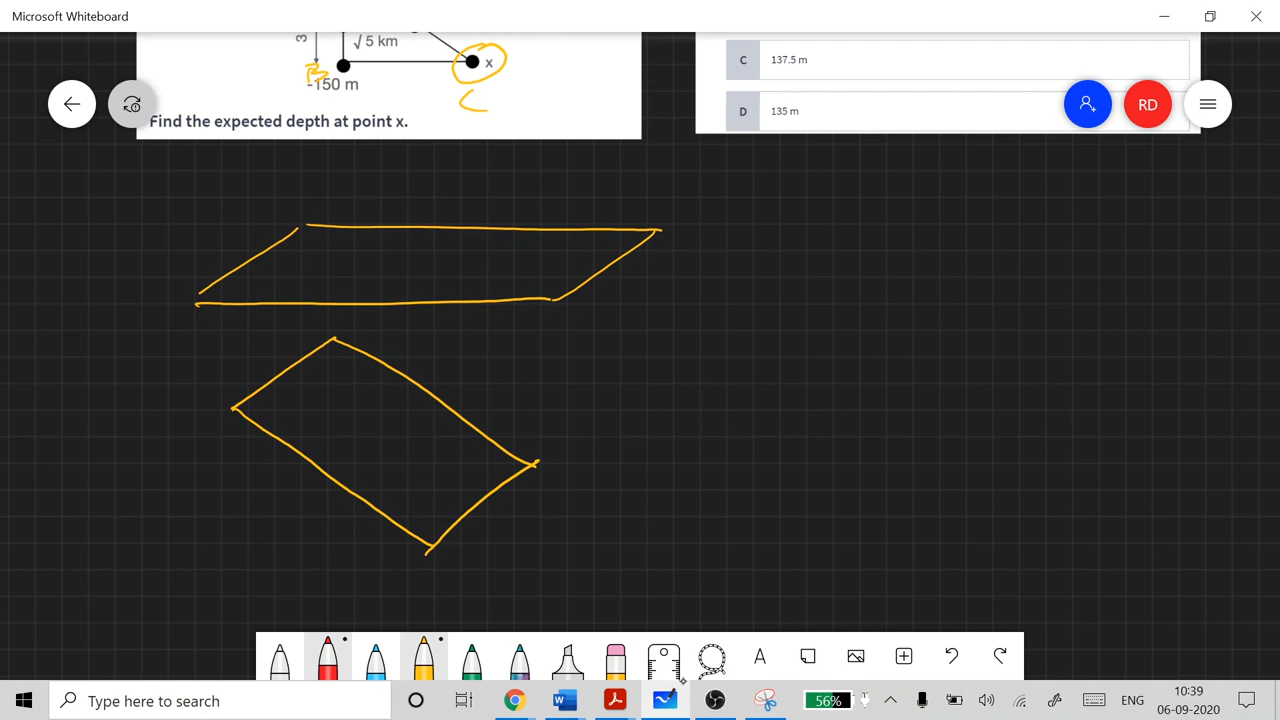 Microsoft Whiteboard
3
√5 km
x
B
-150 m
C
Find the expected depth at point x.
C 137.5 m
D 135 m
RD
A
Type here to search
56%
ENG
10:39
06-09-2020